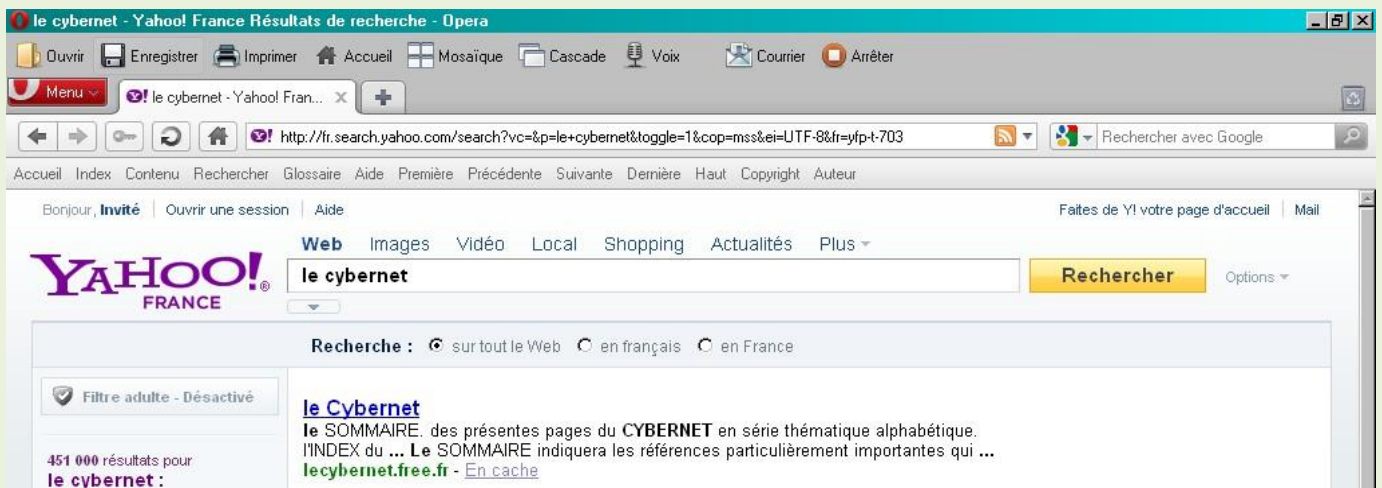 le cybernet - Yahoo! France Résultats de recherche - Opera
Ouvrir Enregistrer Imprimer Accueil Mosaïque Cascade Voix Courrier Arrêter
Menu Y! le cybernet - Yahoo! Fran...
Y! http://fr.search.yahoo.com/search?vc=&p=le+cybernet&toggle=1&cop=mss&ei=UTF-8&fr=yfp-t-703 Rechercher avec Google
Accueil Index Contenu Rechercher Glossaire Aide Première Précédente Suivante Dernière Haut Copyright Auteur
Bonjour, Invité Ouvrir une session Aide Faites de Y! votre page d'accueil Mail
Web Images Vidéo Local Shopping Actualités Plus
YAHOO!® le cybernet Rechercher Options
FRANCE
Recherche : sur tout le Web en français en France
Filtre adulte - Désactivé
le Cybernet
le SOMMAIRE. des présentes pages du CYBERNET en série thématique alphabétique.
l'INDEX du ... Le SOMMAIRE indiquera les références particulièrement importantes qui ...
lecybernet.free.fr - En cache
451 000 résultats pour
le cybernet :